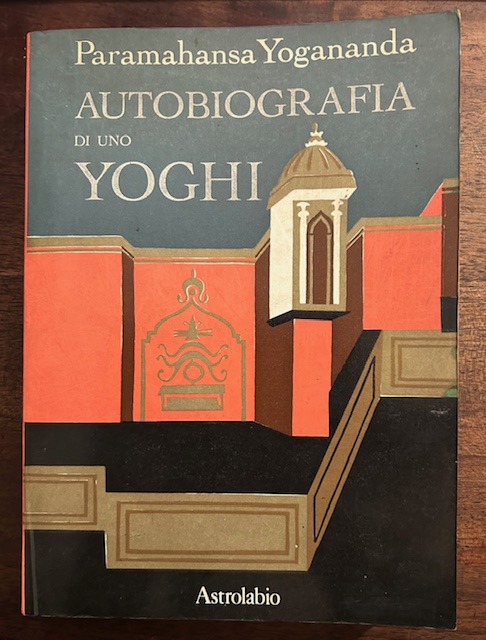 Paramahansa Yogananda
AUTOBIOGRAFIA
DI UNO
YOGHI
Astrolabio